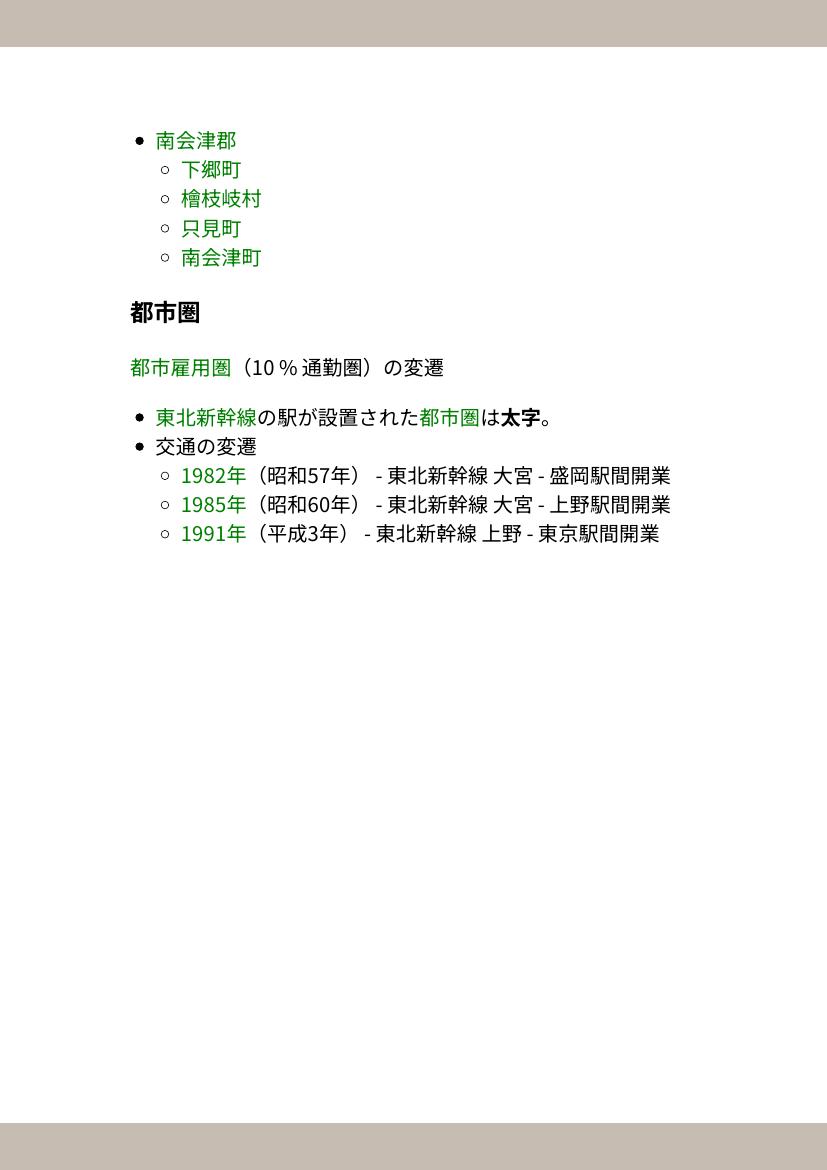 南会津郡
下郷町
檜枝岐村
只見町
南会津町
都市圏
都市雇用圏（10 % 通勤圏）の変遷
東北新幹線の駅が設置された都市圏は太字。
交通の変遷
1982年（昭和57年） - 東北新幹線 大宮 - 盛岡駅間開業
1985年（昭和60年） - 東北新幹線 大宮 - 上野駅間開業
1991年（平成3年） - 東北新幹線 上野 - 東京駅間開業